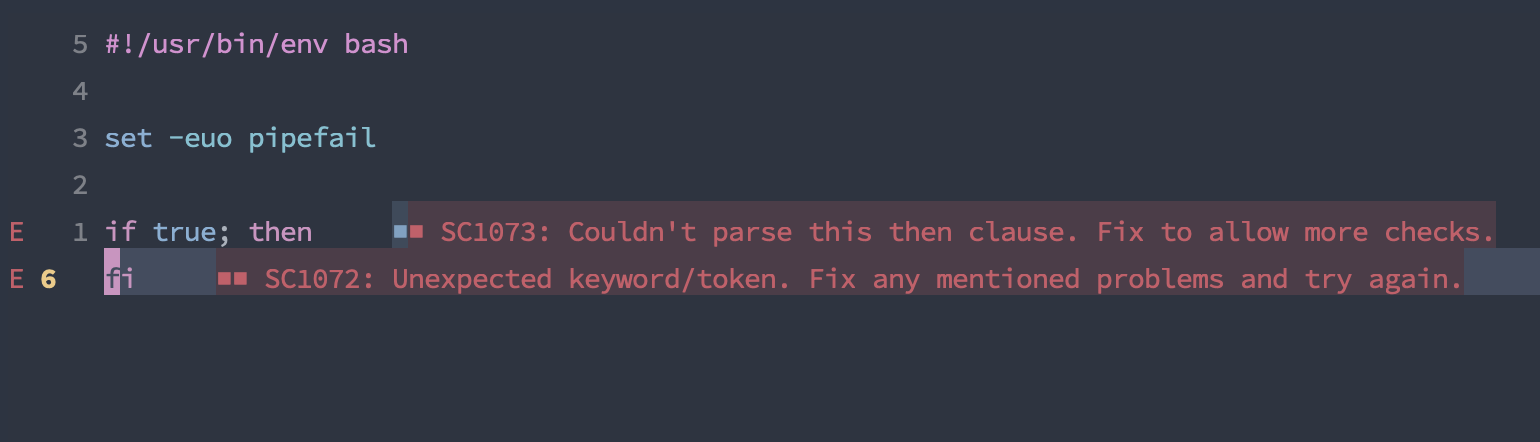 5 #!/usr/bin/env bash
4
3 set -euo pipefail
2
E 1 if true; then ■■ SC1073: Couldn't parse this then clause. Fix to allow more checks.
E 6 fi ■■ SC1072: Unexpected keyword/token. Fix any mentioned problems and try again.